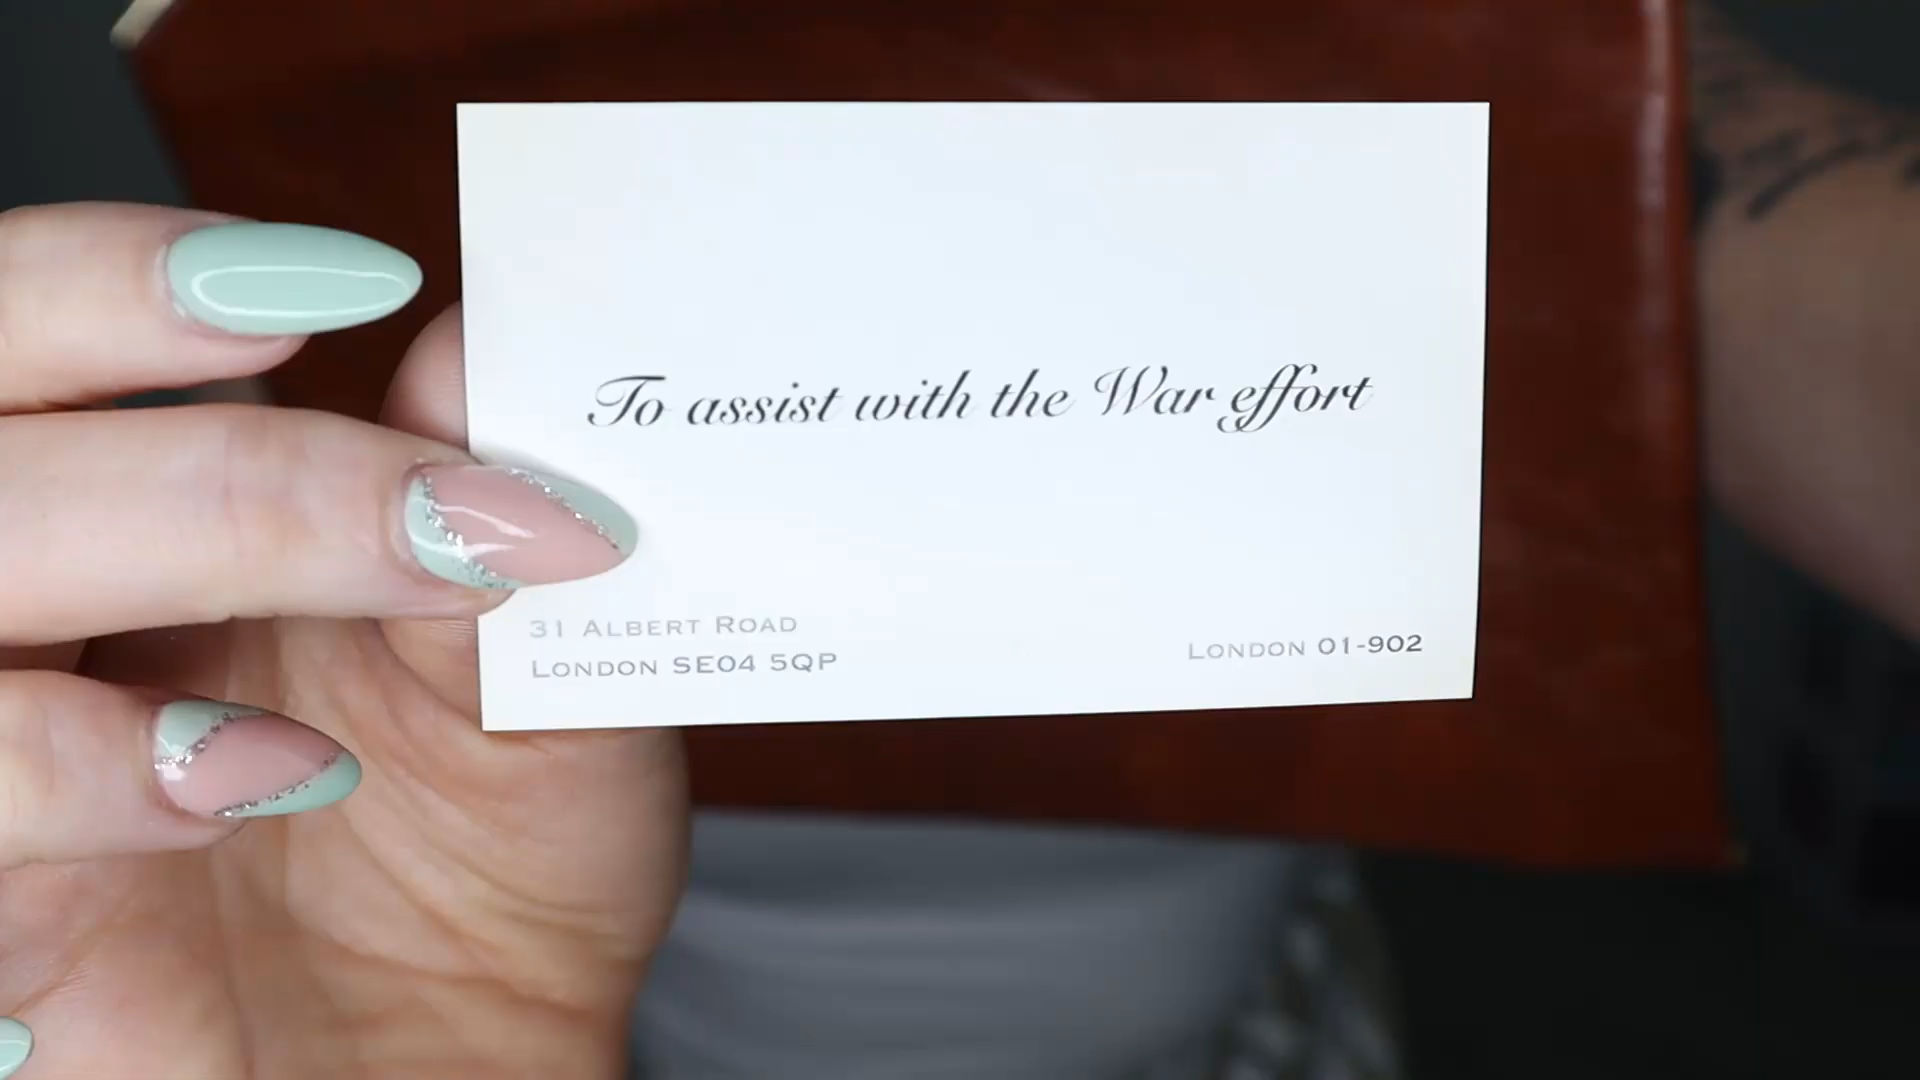 To assist with the War effort
31 Albert Road
London SE04 5QP
London 01-902